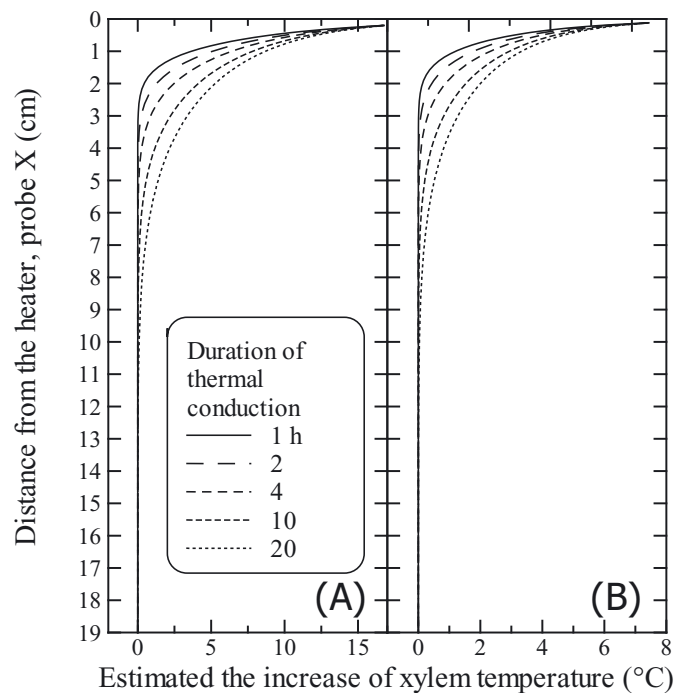 0
1
2
3
4
5
6
7
8
9
10
11
12
13
14
15
16
17
18
19
Distance from the heater, probe X (cm)
Duration of
thermal
conduction
1 h
2
4
10
20
(A)
(B)
0 5 10 15 0 2 4 6 8
Estimated the increase of xylem temperature (°C)